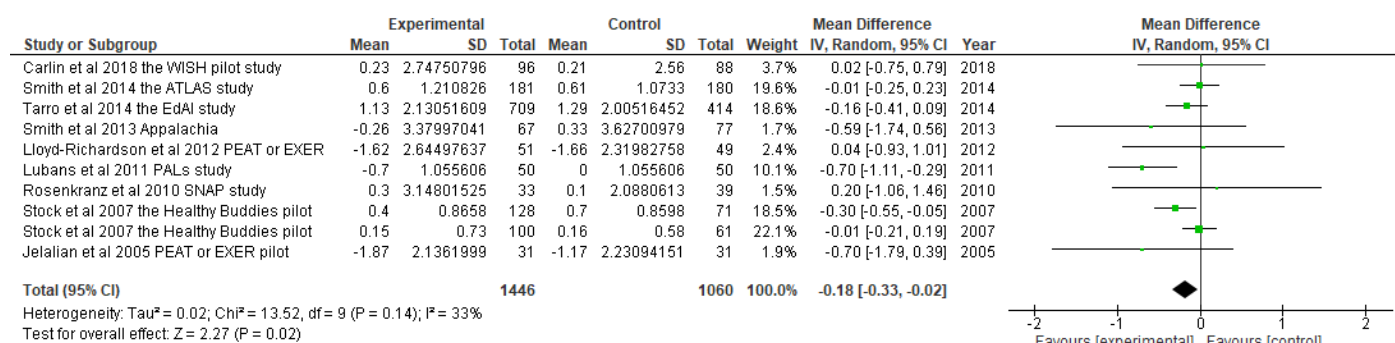 Experimental Control Mean Difference Mean Difference
Study or Subgroup Mean SD Total Mean SD Total Weight IV, Random, 95% CI Year IV, Random, 95% CI
Carlin et al 2018 the WISH pilot study 0.23 2.74750796 96 0.21 2.56 88 3.7% 0.02 [-0.75, 0.79] 2018
Smith et al 2014 the ATLAS study 0.6 1.210826 181 0.61 1.0733 180 19.6% -0.01 [-0.25, 0.23] 2014
Tarro et al 2014 the EdAl study 1.13 2.13051609 709 1.29 2.00516452 414 18.6% -0.16 [-0.41, 0.09] 2014
Smith et al 2013 Appalachia -0.26 3.37997041 67 0.33 3.62700979 77 1.7% -0.59 [-1.74, 0.56] 2013
Lloyd-Richardson et al 2012 PEAT or EXER -1.62 2.64497637 51 -1.66 2.31982758 49 2.4% 0.04 [-0.93, 1.01] 2012
Lubans et al 2011 PALs study -0.7 1.055606 50 0 1.055606 50 10.1% -0.70 [-1.11, -0.29] 2011
Rosenkranz et al 2010 SNAP study 0.3 3.14801525 33 0.1 2.0880613 39 1.5% 0.20 [-1.06, 1.46] 2010
Stock et al 2007 the Healthy Buddies pilot 0.4 0.8658 128 0.7 0.8598 71 18.5% -0.30 [-0.55, -0.05] 2007
Stock et al 2007 the Healthy Buddies pilot 0.15 0.73 100 0.16 0.58 61 22.1% -0.01 [-0.21, 0.19] 2007
Jelalian et al 2005 PEAT or EXER pilot -1.87 2.1361999 31 -1.17 2.23094151 31 1.9% -0.70 [-1.79, 0.39] 2005
Total (95% CI) 1446 1060 100.0% -0.18 [-0.33, -0.02]
Heterogeneity: Tau² = 0.02; Chi² = 13.52, df = 9 (P = 0.14); I² = 33%
Test for overall effect: Z = 2.27 (P = 0.02)
-2 -1 0 1 2
Favours [experimental] Favours [control]